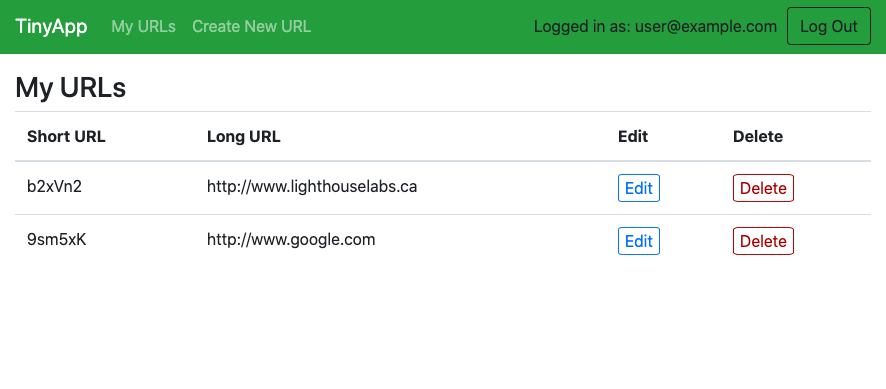 TinyApp My URLs Create New URL Logged in as: user@example.com Log Out
My URLs
Short URL Long URL Edit Delete
b2xVn2 http://www.lighthouselabs.ca Edit Delete
9sm5xK http://www.google.com Edit Delete